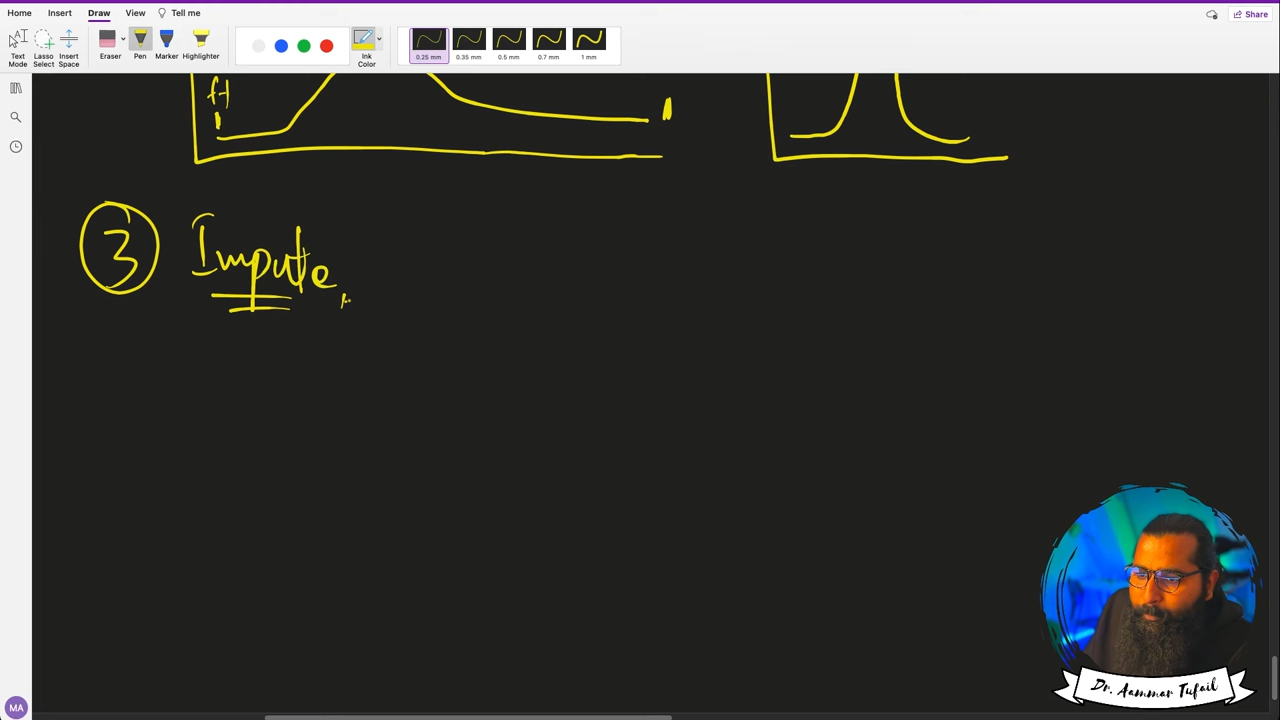 Home Insert Draw View Tell me
Share
Text Mode
Lasso Select
Insert Space
Eraser
Pen
Marker
Highlighter
Ink Color
0.25 mm
0.35 mm
0.5 mm
0.7 mm
1 mm
3 Impute
MA
Dr. Aammar Tufail